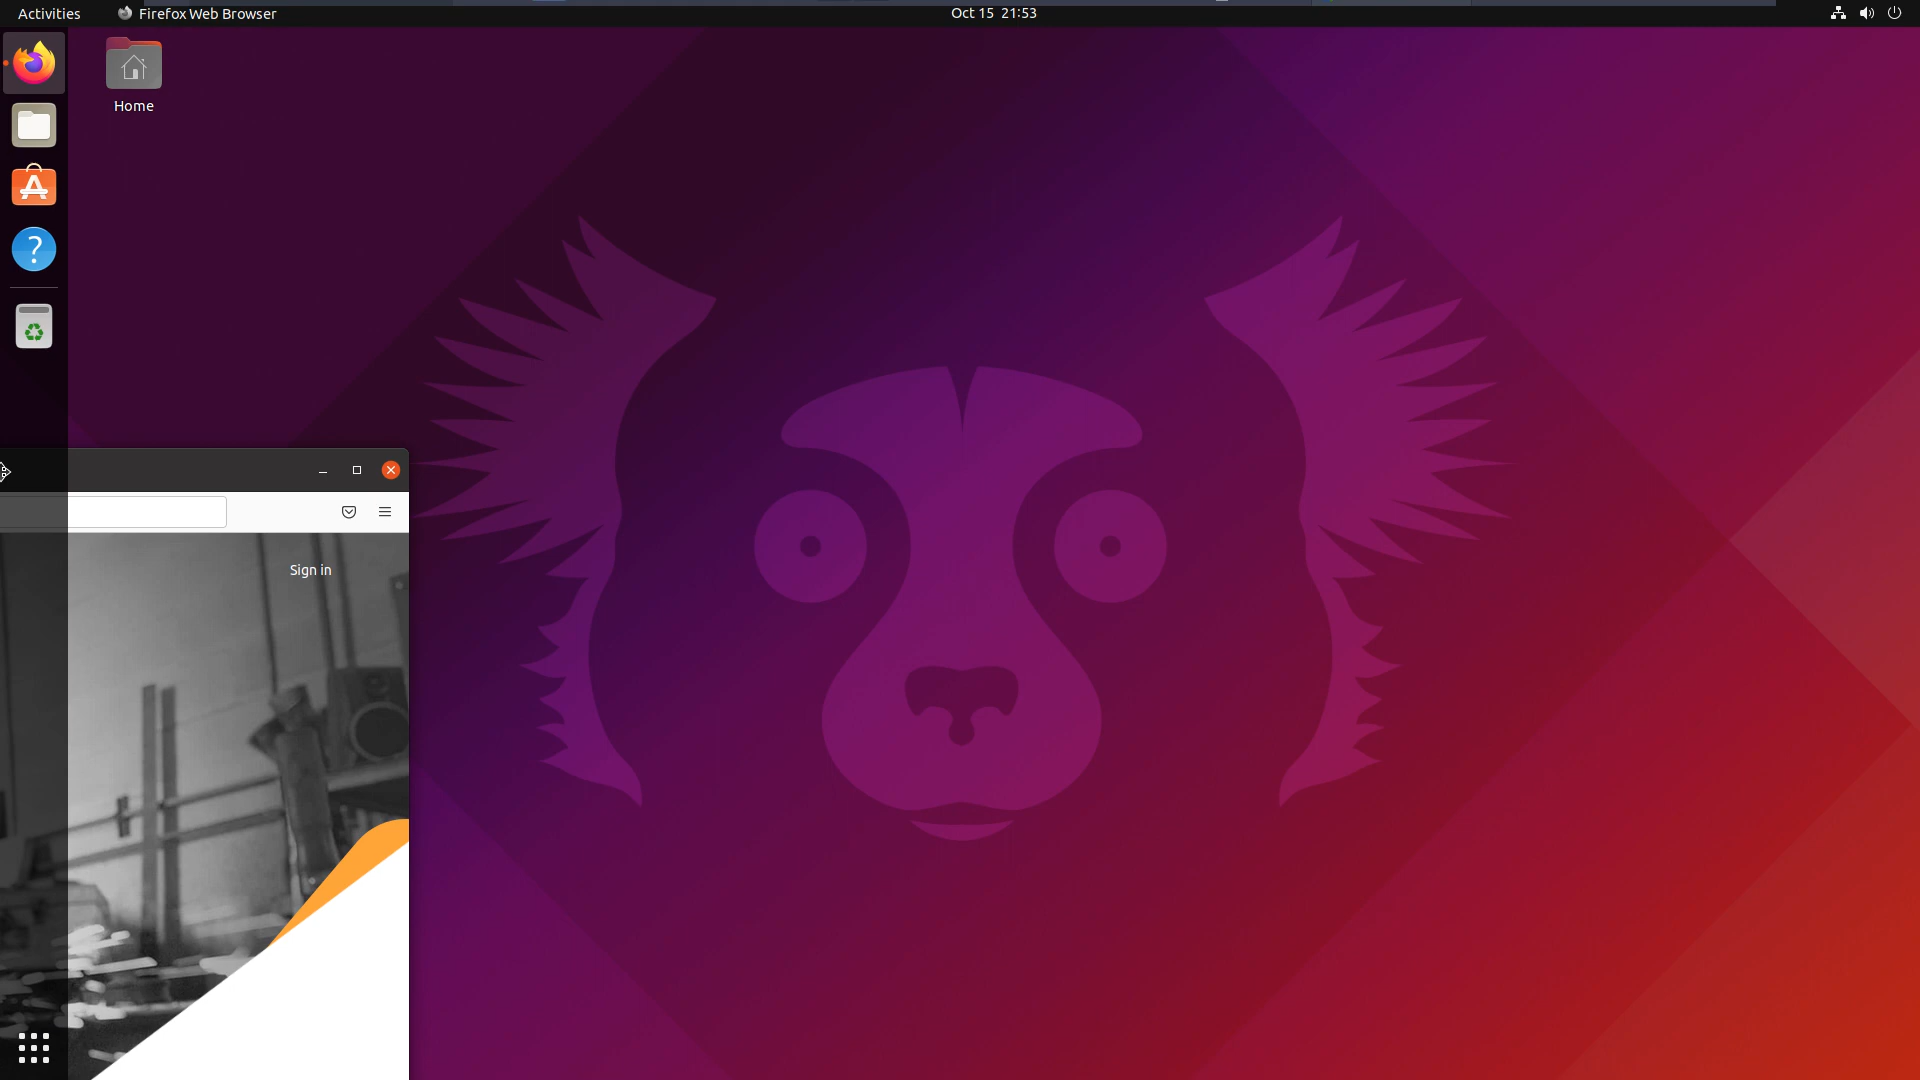 Activities
Firefox Web Browser
Oct 15 21:53
Home
?
Sign in